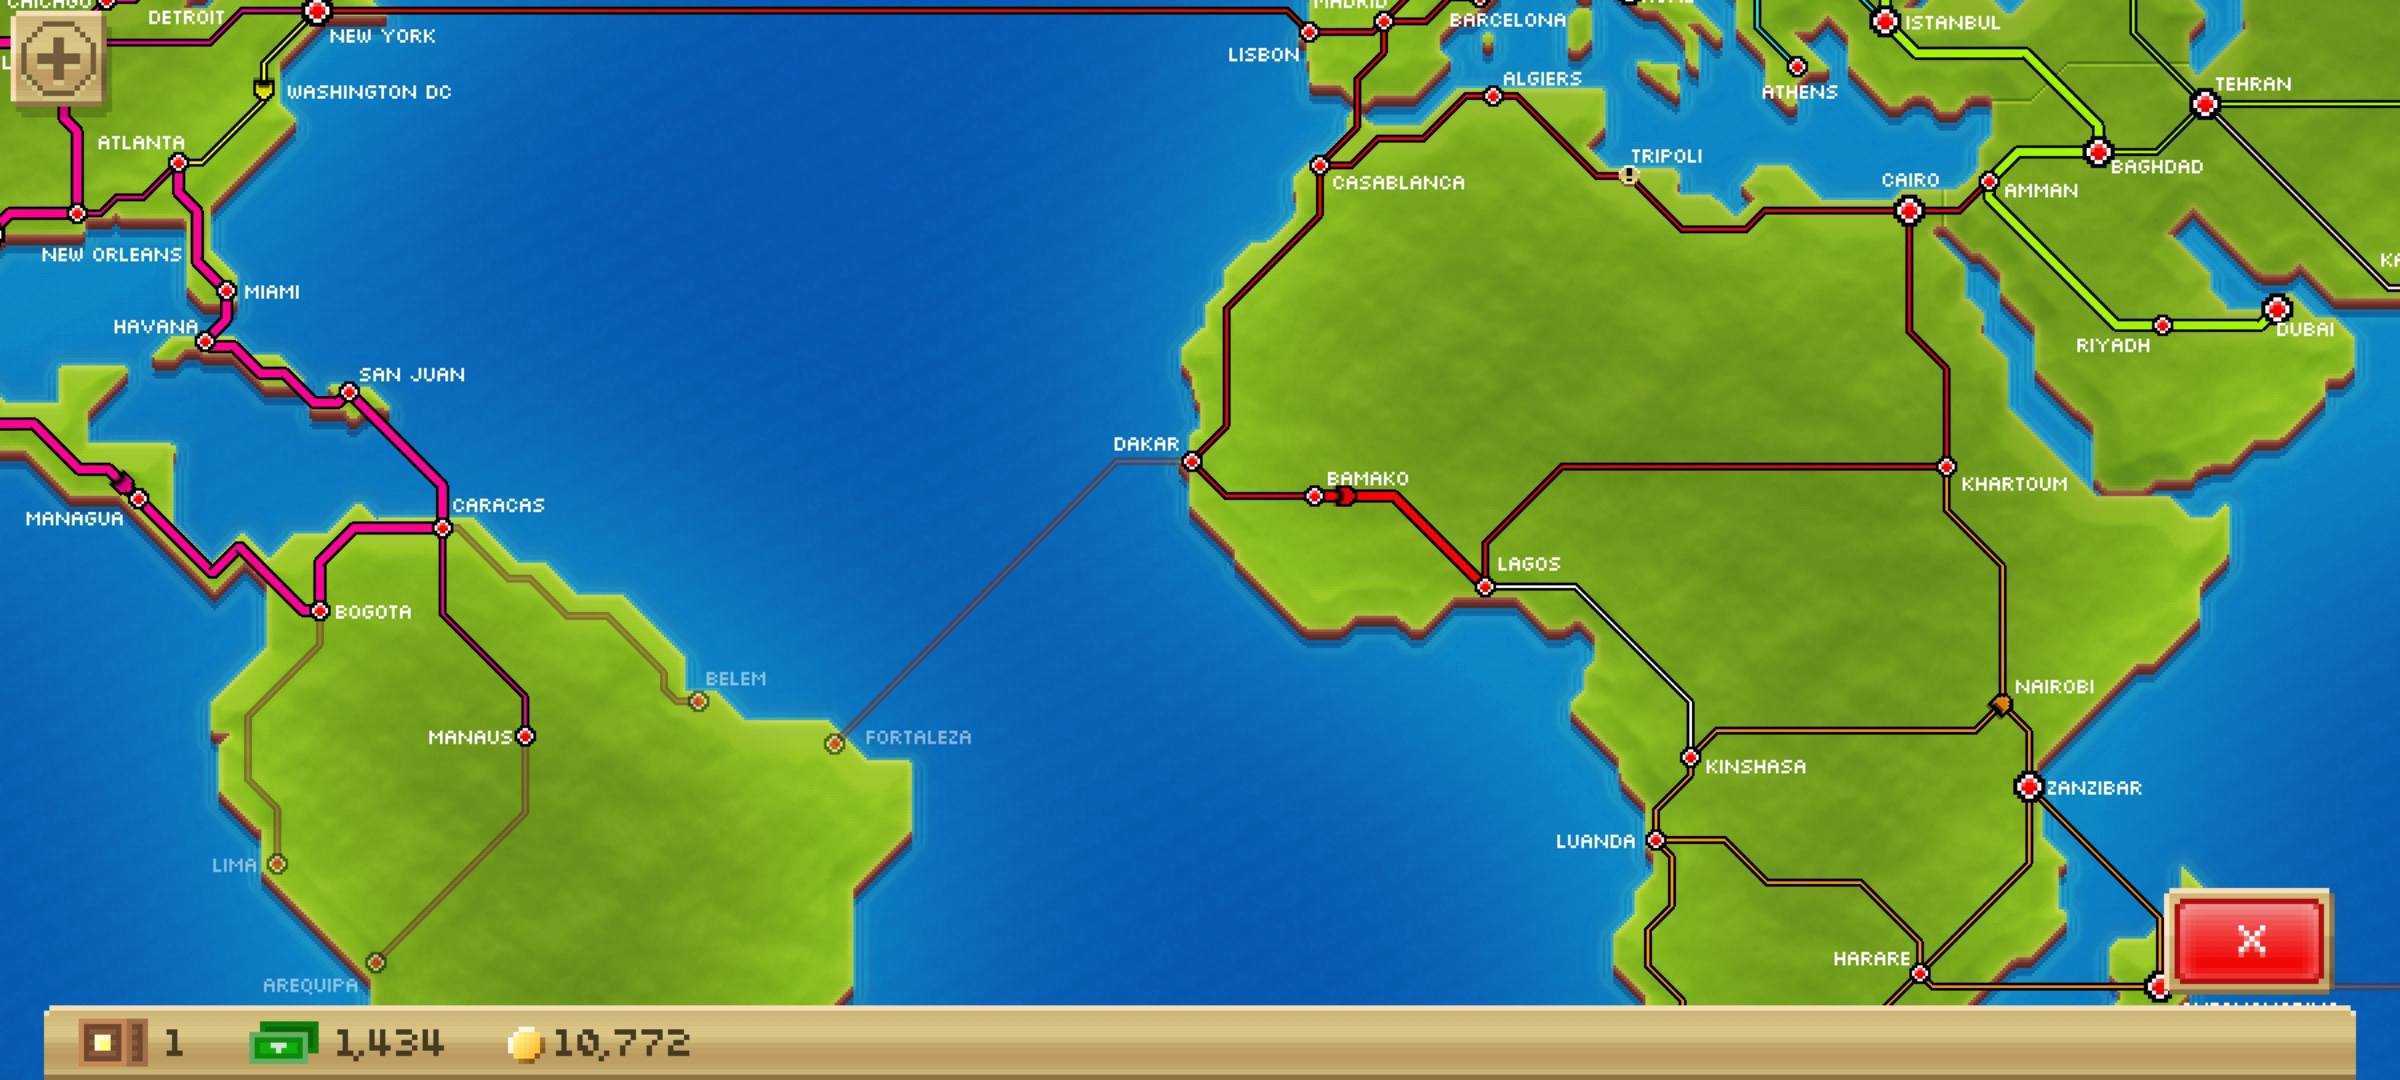 DETROIT
NEW YORK
WASHINGTON DC
ATLANTA
NEW ORLEANS
MIAMI
HAVANA
SAN JUAN
MANAGUA
CARACAS
BOGOTA
BELEM
MANAUS
FORTALEZA
LIMA
AREQUIPA
MADRID
BARCELONA
LISBON
ALGIERS
CASABLANCA
TRIPOLI
ATHENS
ISTANBUL
TEHRAN
BAGHDAD
CAIRO
AMMAN
RIYADH
DUBAI
DAKAR
BAMAKO
KHARTOUM
LAGOS
NAIROBI
KINSHASA
ZANZIBAR
LUANDA
HARARE
1
1,434
10,772